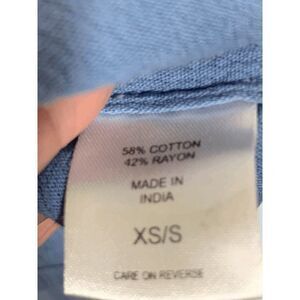 58% COTTON
42% RAYON
MADE IN
INDIA
XS/S
CARE ON REVERSE